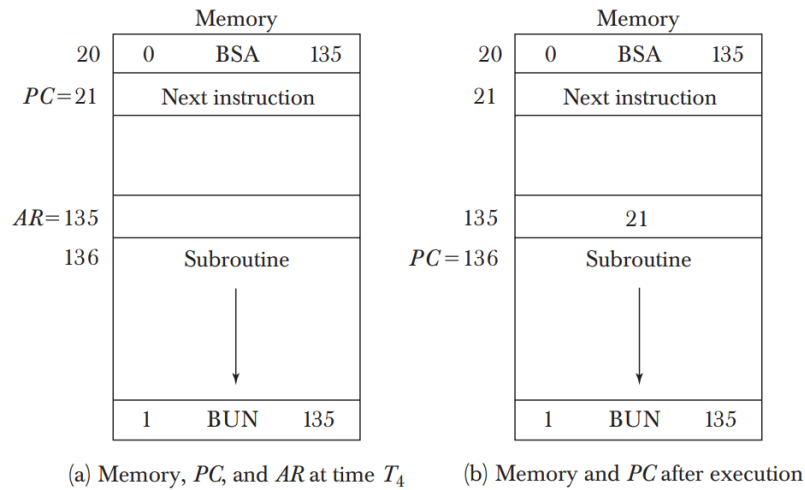 Memory
20 0 BSA 135
PC=21 Next instruction
AR=135
136 Subroutine
1 BUN 135
(a) Memory, PC, and AR at time T4
Memory
20 0 BSA 135
21 Next instruction
135 21
PC=136 Subroutine
1 BUN 135
(b) Memory and PC after execution